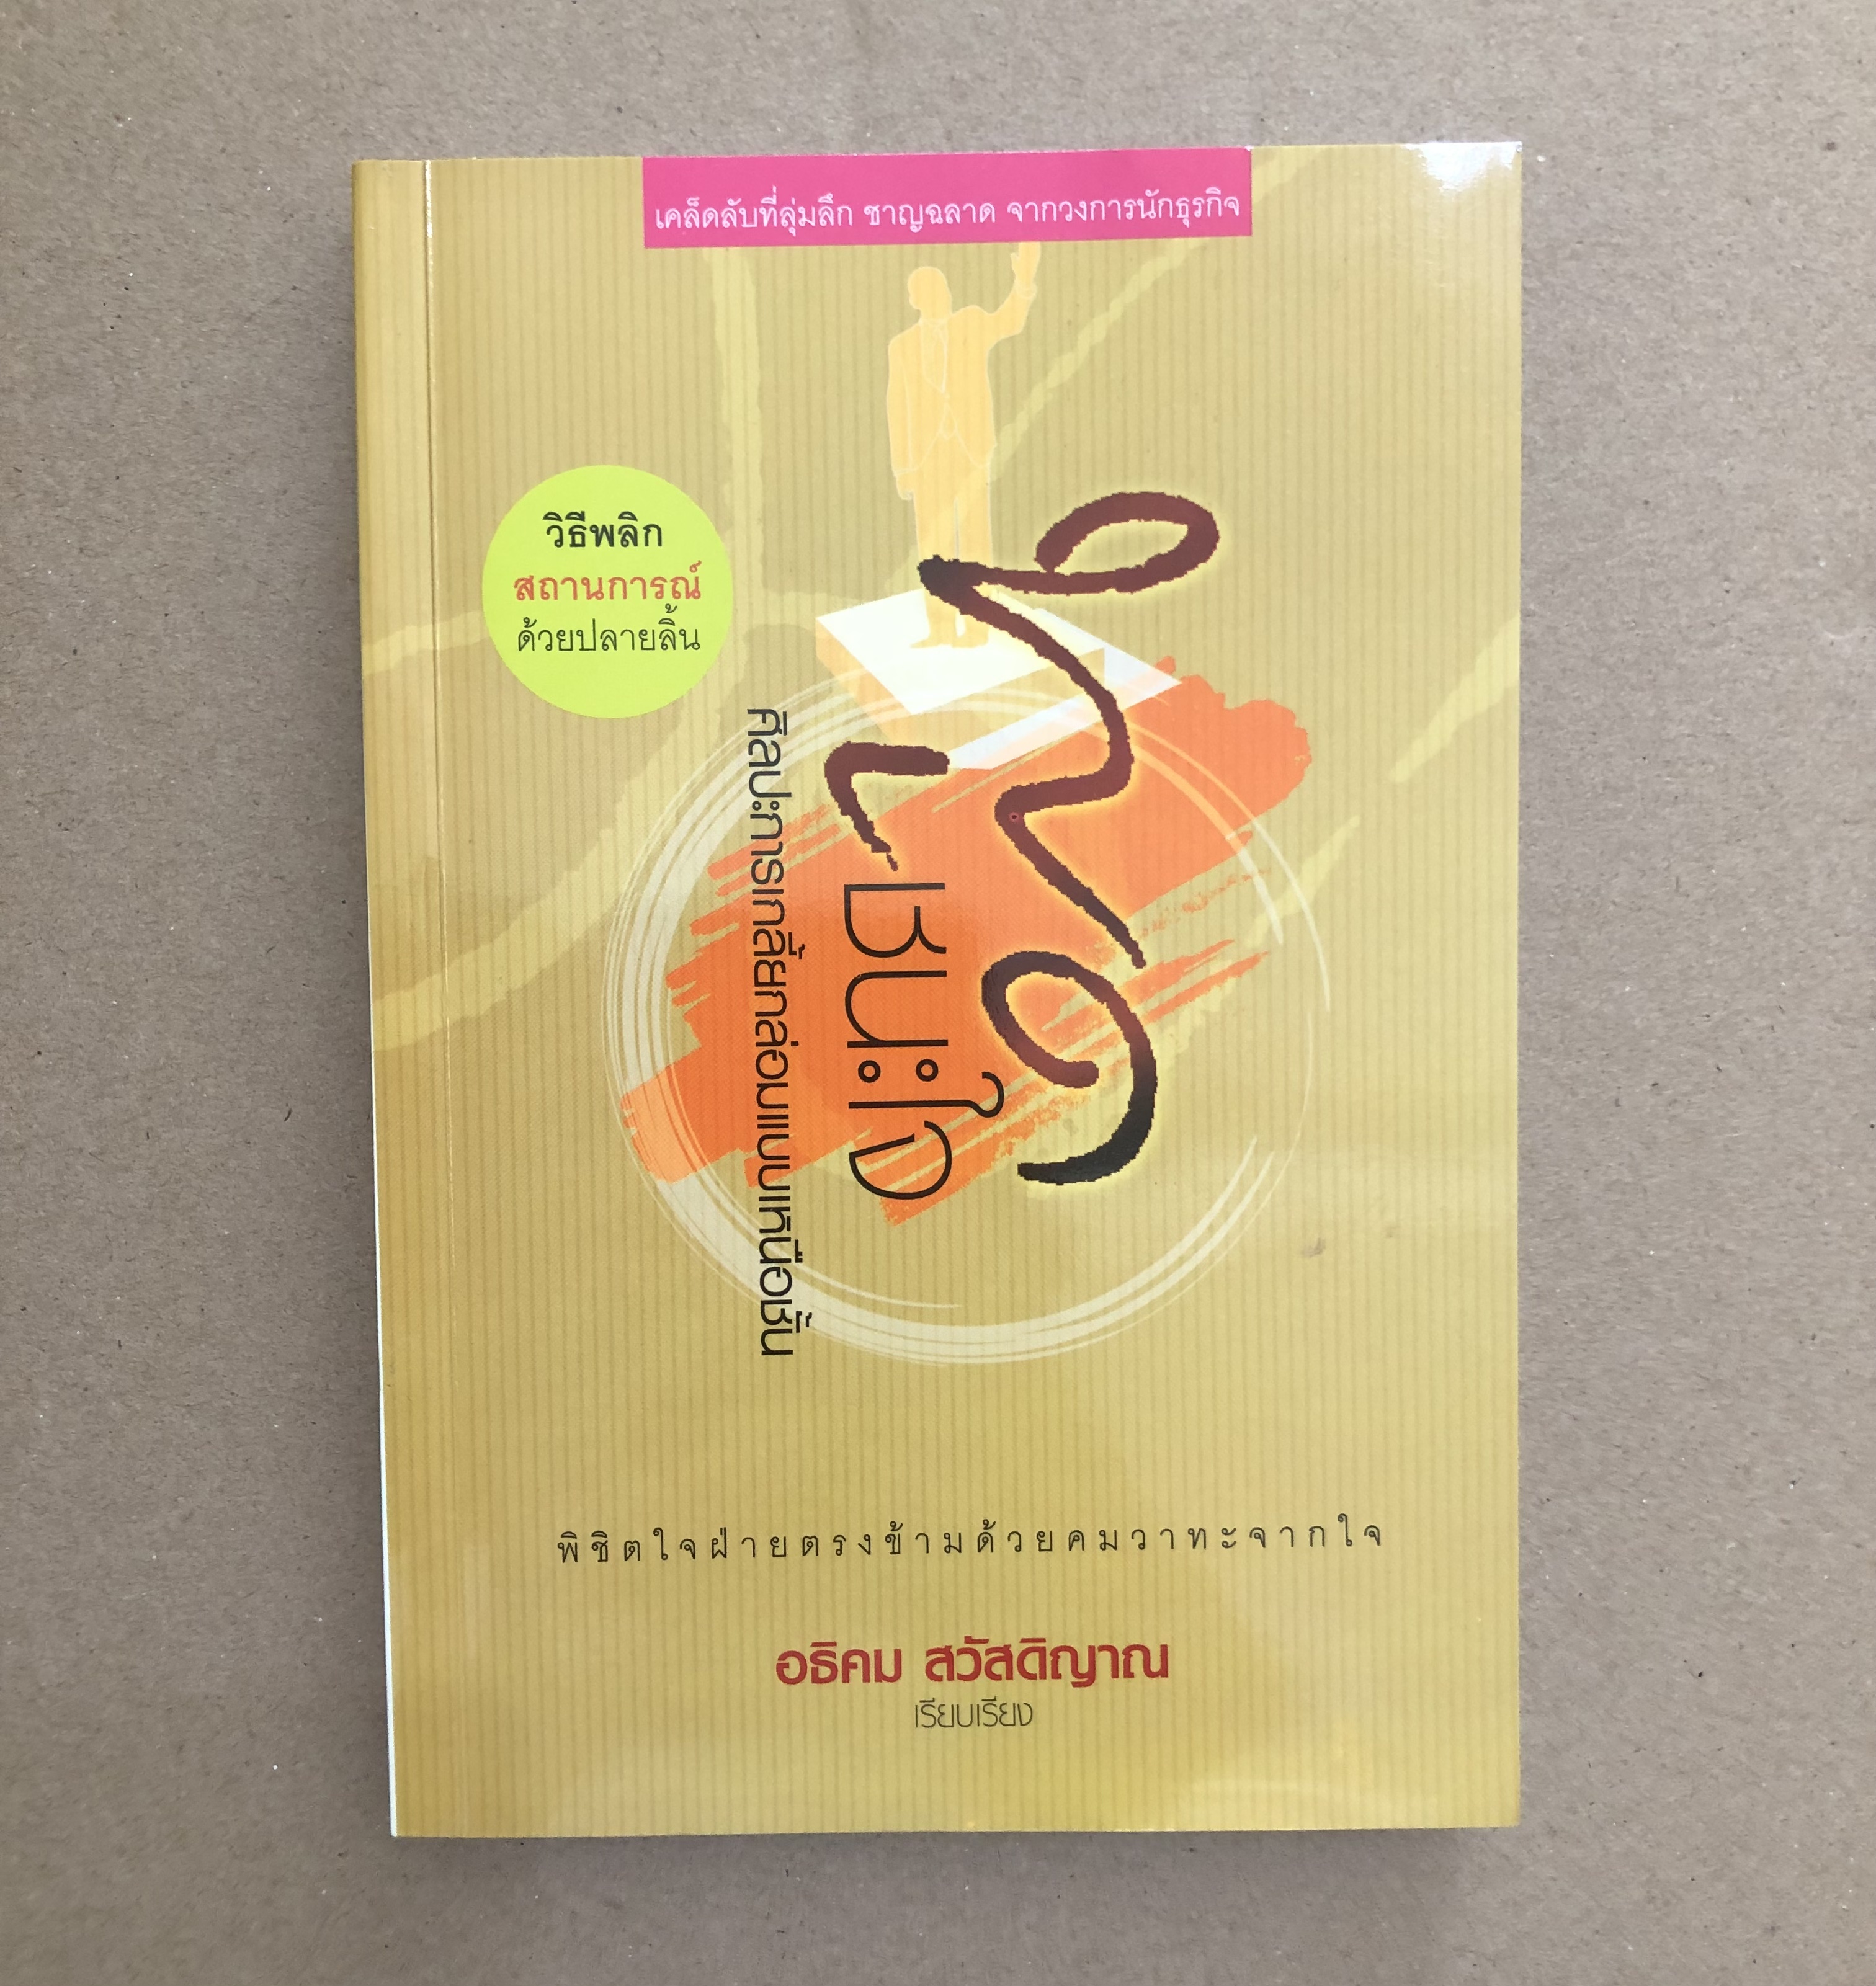 เคล็ดลับที่ลุ่มลึก ชาญฉลาด จากวงการนักธุรกิจ
วิธีพลิก
สถานการณ์
ด้วยปลายลิ้น
พูด
ชนะใจ
ศิลปะการเกลี้ยกล่อมแบบเหนือชั้น
พิชิตใจฝ่ายตรงข้ามด้วยคมวาทะจากใจ
อธิคม สวัสดิญาณ
เรียบเรียง